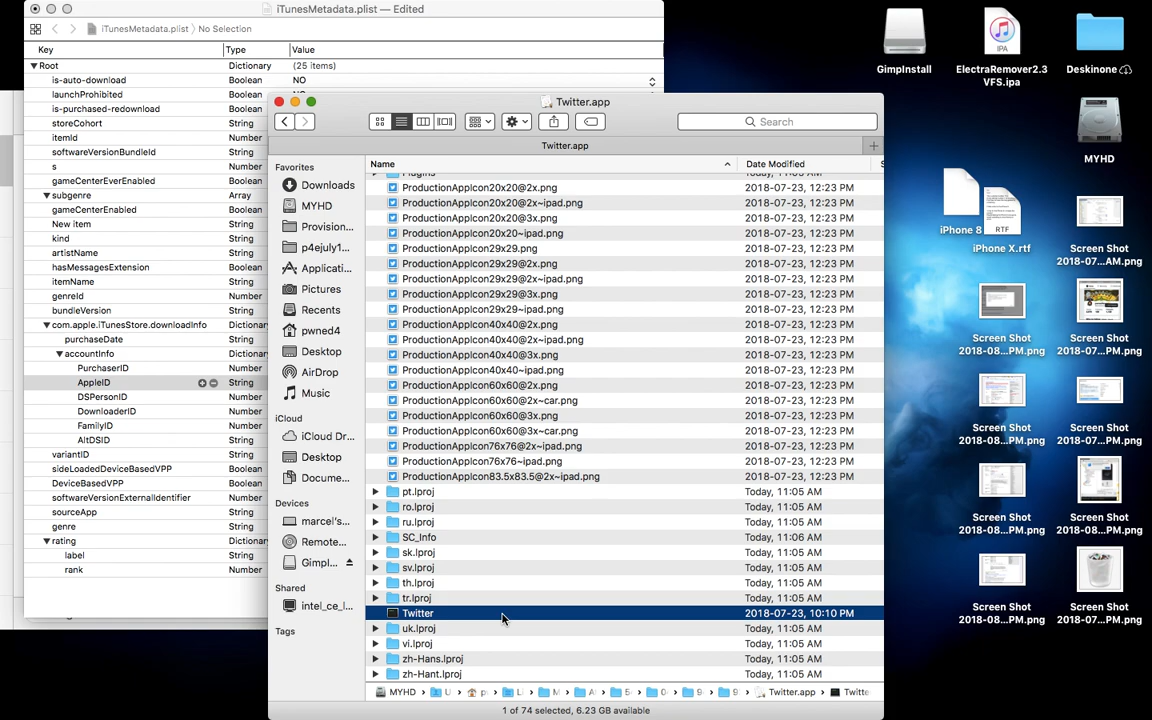 iTunesMetadata.plist — Edited
iTunesMetadata.plist › No Selection
Key Type Value
Root Dictionary (25 items)
is-auto-download Boolean NO
launchProhibited Boolean NO
is-purchased-redownload Boolean
storeCohort String
itemId Number
softwareVersionBundleId String
s Number
gameCenterEverEnabled Boolean
subgenre Array
gameCenterEnabled Boolean
New item String
kind String
artistName String
hasMessagesExtension Boolean
itemName String
genreId Number
bundleVersion String
com.apple.iTunesStore.downloadInfo Dictionar
purchaseDate String
accountInfo Dictionar
PurchaserID Number
AppleID String
DSPersonID Number
DownloaderID Number
FamilyID Number
AltDSID String
variantID String
sideLoadedDeviceBasedVPP Boolean
DeviceBasedVPP Boolean
softwareVersionExternalIdentifier Number
sourceApp String
genre String
rating Dictionar
label String
rank Number
Twitter.app
Search
Twitter.app
Favorites
Downloads
MYHD
Provision...
p4ejuly1...
Applicati...
Pictures
Recents
pwned4
Desktop
AirDrop
Music
iCloud
iCloud Dr...
Desktop
Docume...
Devices
marcel's...
Remote...
Gimpl...
Shared
intel_ce_l...
Tags
Name Date Modified
ProductionAppIcon20x20@2x.png 2018-07-23, 12:23 PM
ProductionAppIcon20x20@2x~ipad.png 2018-07-23, 12:23 PM
ProductionAppIcon20x20@3x.png 2018-07-23, 12:23 PM
ProductionAppIcon20x20~ipad.png 2018-07-23, 12:23 PM
ProductionAppIcon29x29.png 2018-07-23, 12:23 PM
ProductionAppIcon29x29@2x.png 2018-07-23, 12:23 PM
ProductionAppIcon29x29@2x~ipad.png 2018-07-23, 12:23 PM
ProductionAppIcon29x29@3x.png 2018-07-23, 12:23 PM
ProductionAppIcon29x29~ipad.png 2018-07-23, 12:23 PM
ProductionAppIcon40x40@2x.png 2018-07-23, 12:23 PM
ProductionAppIcon40x40@2x~ipad.png 2018-07-23, 12:23 PM
ProductionAppIcon40x40@3x.png 2018-07-23, 12:23 PM
ProductionAppIcon40x40~ipad.png 2018-07-23, 12:23 PM
ProductionAppIcon60x60@2x.png 2018-07-23, 12:23 PM
ProductionAppIcon60x60@2x~car.png 2018-07-23, 12:23 PM
ProductionAppIcon60x60@3x.png 2018-07-23, 12:23 PM
ProductionAppIcon60x60@3x~car.png 2018-07-23, 12:23 PM
ProductionAppIcon76x76@2x~ipad.png 2018-07-23, 12:23 PM
ProductionAppIcon76x76~ipad.png 2018-07-23, 12:23 PM
ProductionAppIcon83.5x83.5@2x~ipad.png 2018-07-23, 12:23 PM
pt.lproj Today, 11:05 AM
ro.lproj Today, 11:05 AM
ru.lproj Today, 11:05 AM
SC_Info Today, 11:06 AM
sk.lproj Today, 11:05 AM
sv.lproj Today, 11:05 AM
th.lproj Today, 11:05 AM
tr.lproj Today, 11:05 AM
Twitter 2018-07-23, 10:10 PM
uk.lproj Today, 11:05 AM
vi.lproj Today, 11:05 AM
zh-Hans.lproj Today, 11:05 AM
zh-Hant.lproj Today, 11:05 AM
MYHD Twitter.app Twitte
1 of 74 selected, 6.23 GB available
GimpInstall
IPA
ElectraRemover2.3
VFS.ipa
Deskinone
MYHD
iPhone 8
RTF
iPhone X.rtf
Screen Shot
2018-07...AM.png
Screen Shot
2018-08...PM.png
Screen Shot
2018-07...PM.png
Screen Shot
2018-08...PM.png
Screen Shot
2018-07...PM.png
Screen Shot
2018-08...PM.png
Screen Shot
2018-07...PM.png
Screen Shot
2018-08...PM.png
Screen Shot
2018-07...PM.png